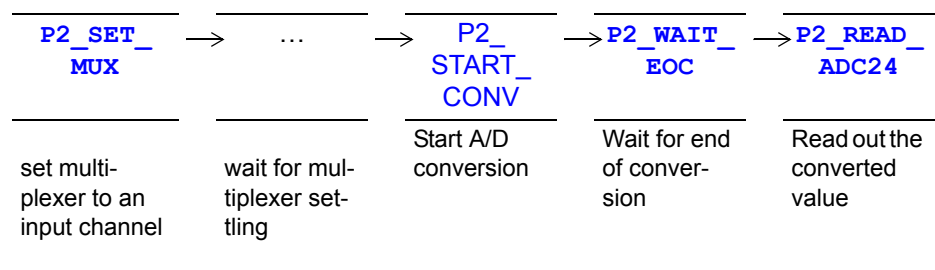 P2_SET_
MUX
…
P2_
START_
CONV
P2_WAIT_
EOC
P2_READ_
ADC24
set multi-
plexer to an
input channel
wait for mul-
tiplexer set-
tling
Start A/D
conversion
Wait for end
of conver-
sion
Read out the
converted
value